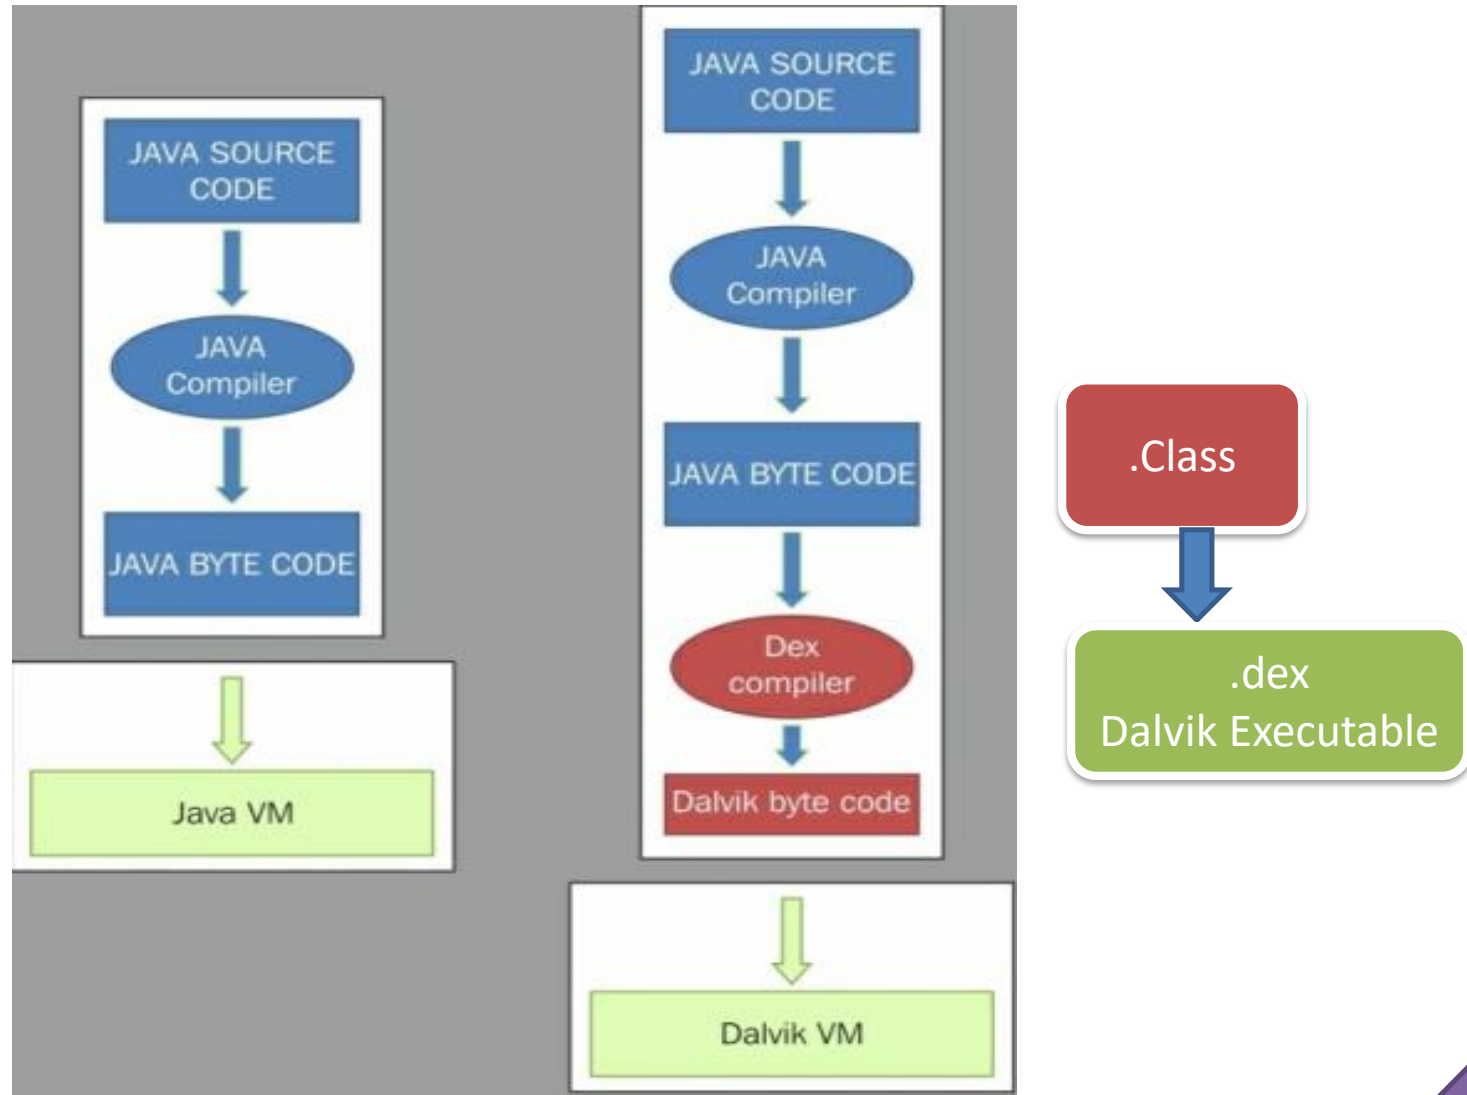 JAVA SOURCE
CODE
JAVA
Compiler
JAVA BYTE CODE
Java VM
JAVA SOURCE
CODE
JAVA
Compiler
JAVA BYTE CODE
Dex
compiler
Dalvik byte code
Dalvik VM
.Class
.dex
Dalvik Executable